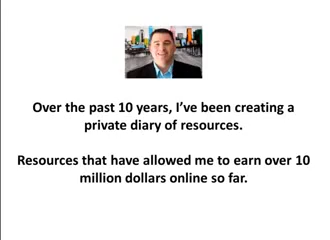 Over the past 10 years, I've been creating a
private diary of resources.
Resources that have allowed me to earn over 10
million dollars online so far.